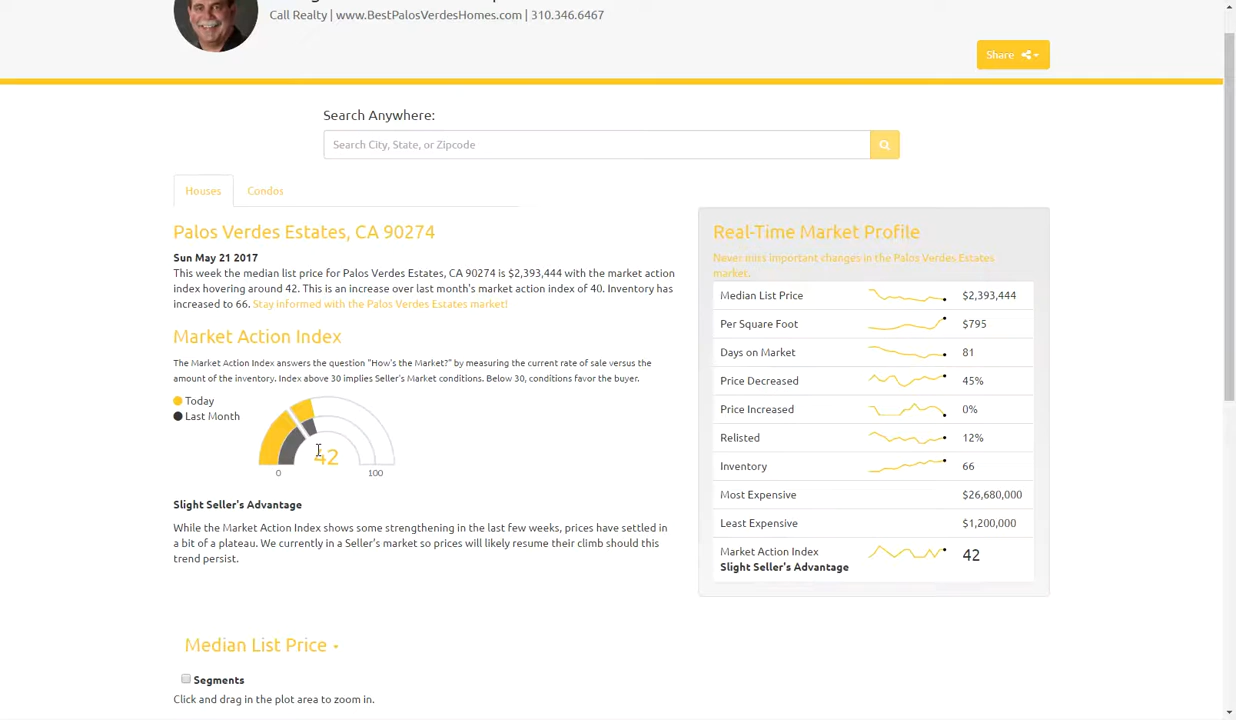 Call Realty | www.BestPalosVerdesHomes.com | 310.346.6467
Share
Search Anywhere:
Search City, State, or Zipcode
Houses
Condos
Palos Verdes Estates, CA 90274
Sun May 21 2017
This week the median list price for Palos Verdes Estates, CA 90274 is $2,393,444 with the market action
index hovering around 42. This is an increase over last month's market action index of 40. Inventory has
increased to 66. Stay informed with the Palos Verdes Estates market!
Market Action Index
The Market Action Index answers the question "How's the Market?" by measuring the current rate of sale versus the
amount of the inventory. Index above 30 implies Seller's Market conditions. Below 30, conditions favor the buyer.
Today
Last Month
42
0 100
Slight Seller's Advantage
While the Market Action Index shows some strengthening in the last few weeks, prices have settled in
a bit of a plateau. We currently in a Seller's market so prices will likely resume their climb should this
trend persist.
Real-Time Market Profile
Never miss important changes in the Palos Verdes Estates
market.
Median List Price $2,393,444
Per Square Foot $795
Days on Market 81
Price Decreased 45%
Price Increased 0%
Relisted 12%
Inventory 66
Most Expensive $26,680,000
Least Expensive $1,200,000
Market Action Index 42
Slight Seller's Advantage
Median List Price
Segments
Click and drag in the plot area to zoom in.